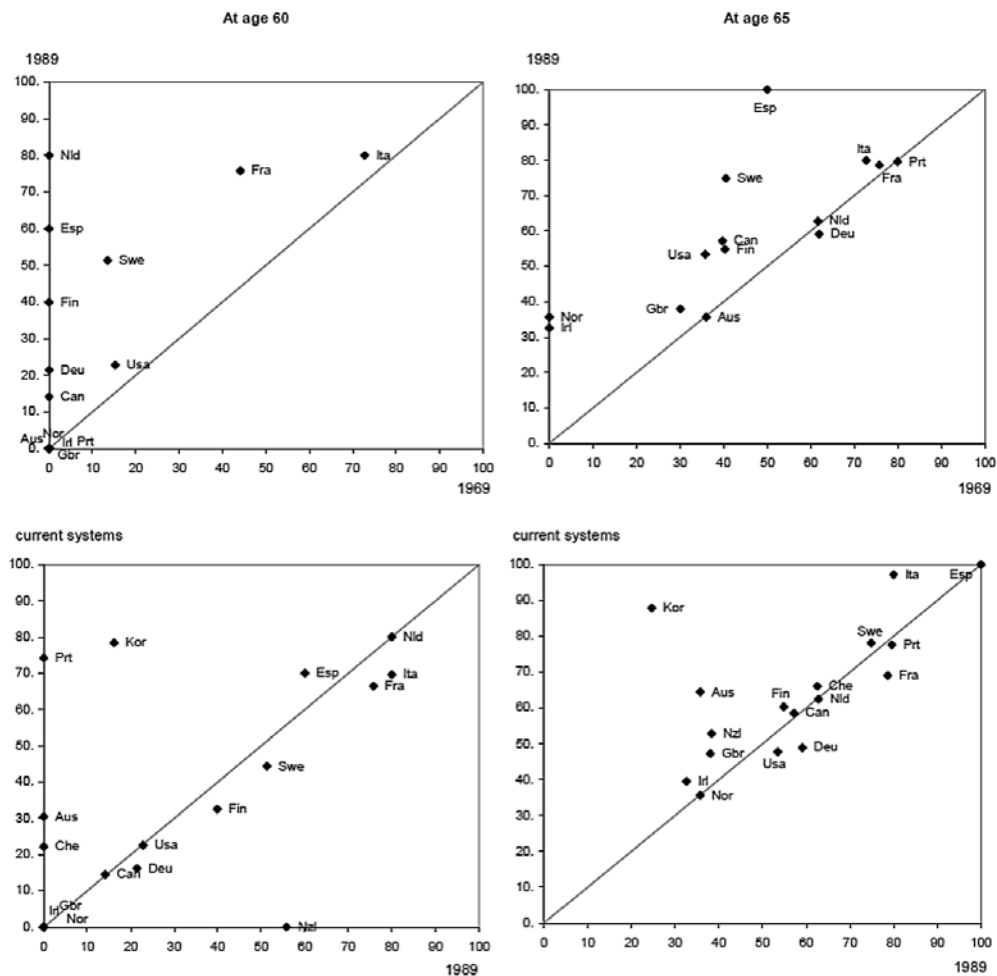 At age 60
At age 65
1989
100.
90.
80.
70.
60.
50.
40.
30.
20.
10.
0.
Nld
Fra
Ita
Esp
Swe
Fin
Deu
Usa
Can
Aus Nor Irl Prt
Gbr
0 10 20 30 40 50 60 70 80 90 100
1969
1989
100.
90.
80.
70.
60.
50.
40.
30.
20.
10.
0.
Esp
Ita
Prt
Fra
Swe
Nld
Deu
Can
Fin
Usa
Gbr
Aus
Nor
Irl
0 10 20 30 40 50 60 70 80 90 100
1969
current systems
100.
90.
80.
70.
60.
50.
40.
30.
20.
10.
0.
Kor
Prt
Nld
Esp
Ita
Fra
Swe
Fin
Aus
Che
Usa
Deu
Can
Irl Gbr
Nor
Nzl
0 10 20 30 40 50 60 70 80 90 100
1989
current systems
100.
90.
80.
70.
60.
50.
40.
30.
20.
10.
0.
Ita
Esp
Kor
Swe
Prt
Fra
Aus
Fin
Che
Nld
Can
Nzl
Gbr
Usa
Deu
Irl
Nor
0 10 20 30 40 50 60 70 80 90 100
1989